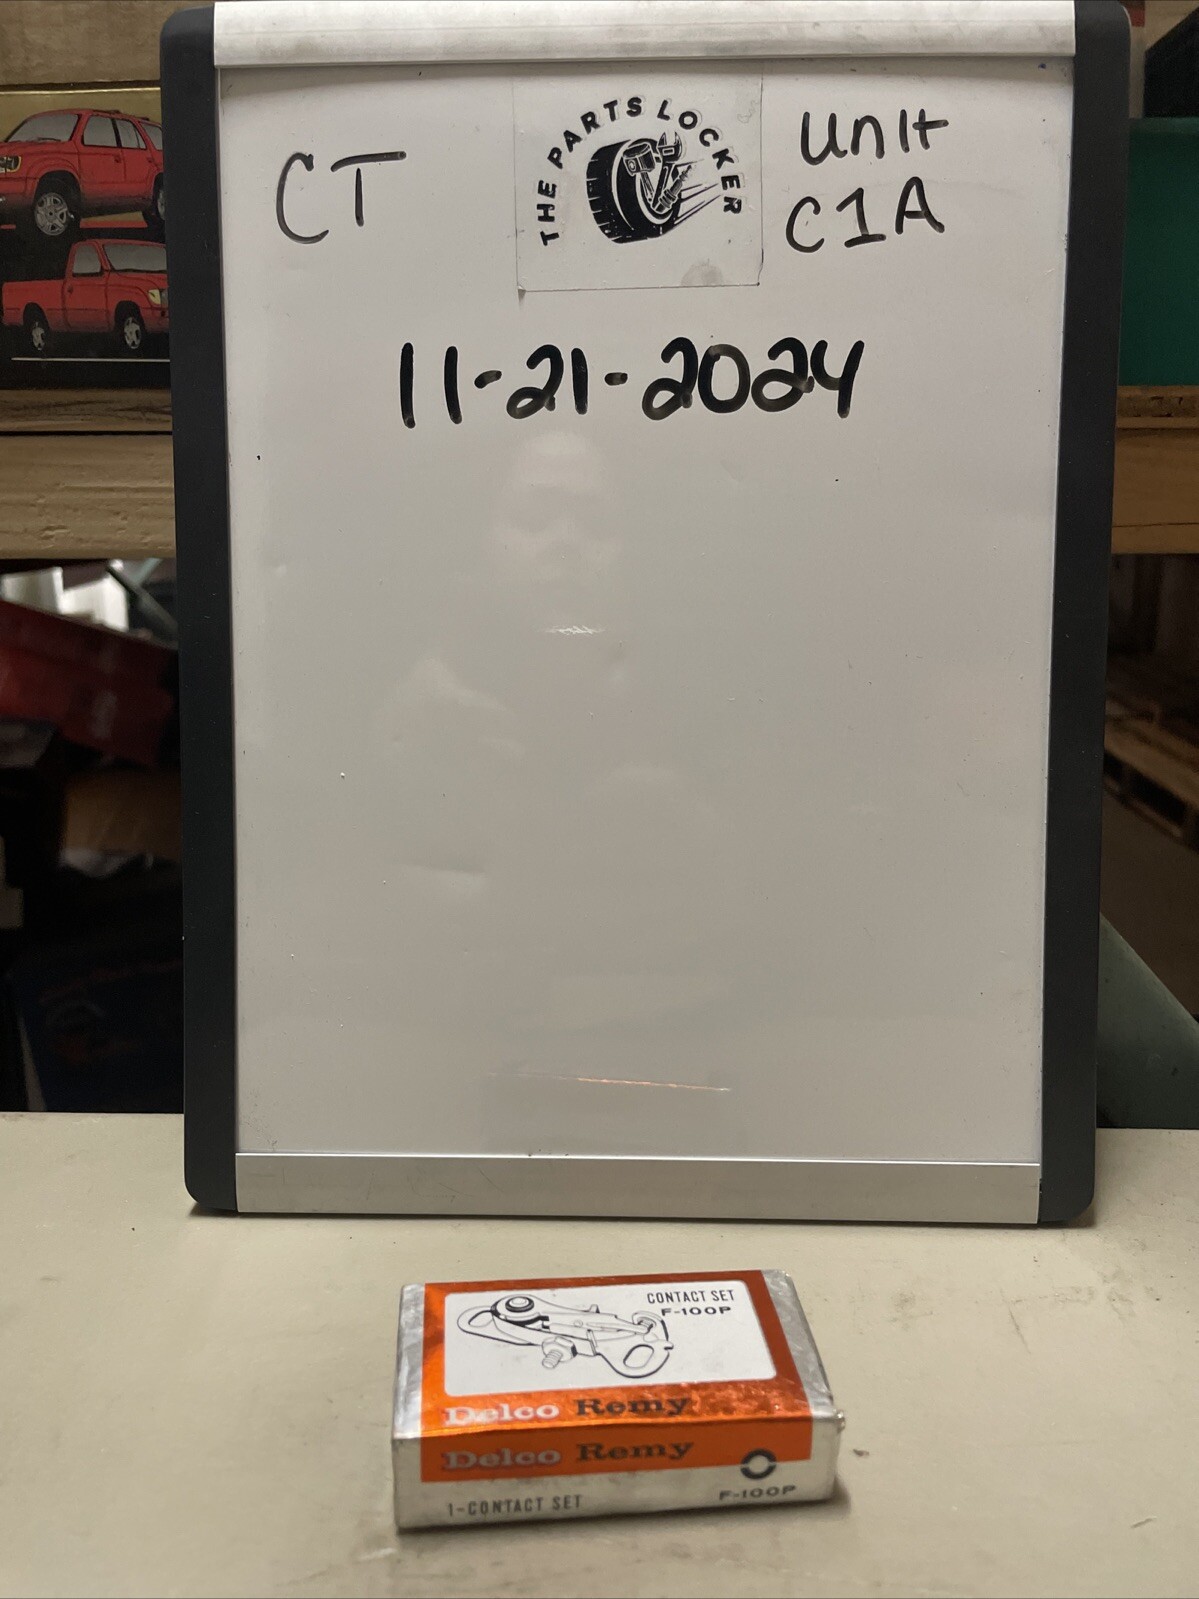 THE PARTS LOCKER
CT
Unit
C1A
11-21-2024
CONTACT SET
F-100P
Delco Remy
Delco Remy
1-CONTACT SET
F-100P